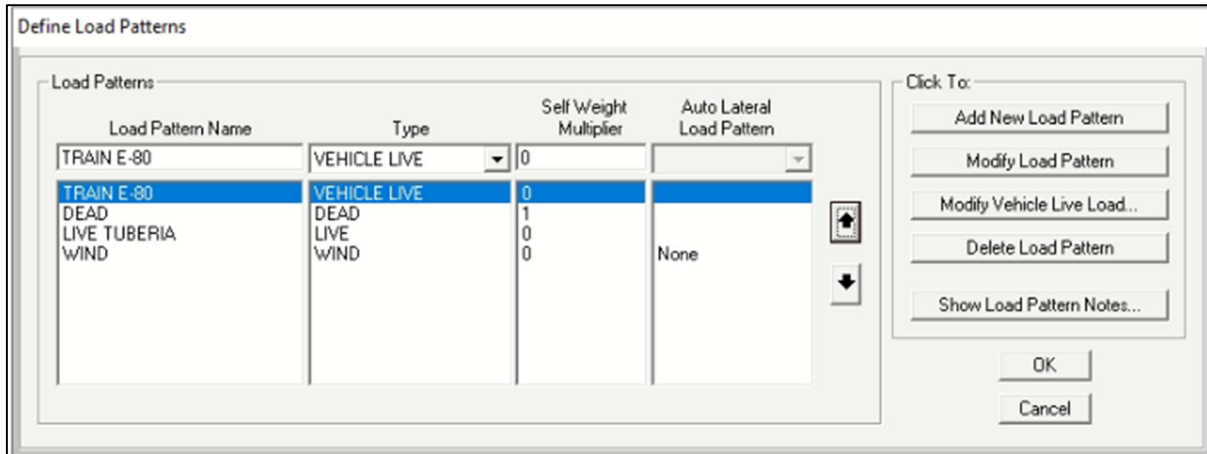 Define Load Patterns
Load Patterns
Load Pattern Name Type Self Weight Multiplier Auto Lateral Load Pattern
TRAIN E-80 VEHICLE LIVE 0
TRAIN E-80 VEHICLE LIVE 0
DEAD DEAD 1
LIVE TUBERIA LIVE 0
WIND WIND 0 None
Click To:
Add New Load Pattern
Modify Load Pattern
Modify Vehicle Live Load...
Delete Load Pattern
Show Load Pattern Notes...
OK
Cancel